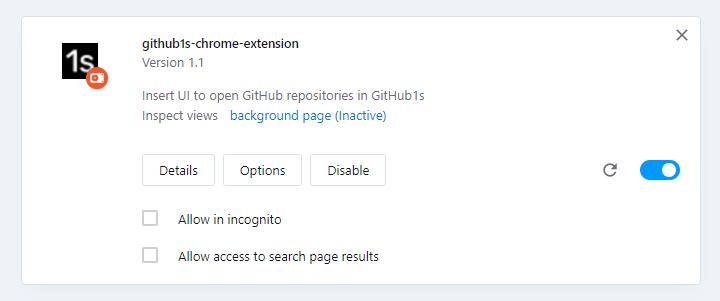 1s
github1s-chrome-extension
Version 1.1
Insert UI to open GitHub repositories in GitHub1s
Inspect views background page (Inactive)
Details Options Disable
Allow in incognito
Allow access to search page results